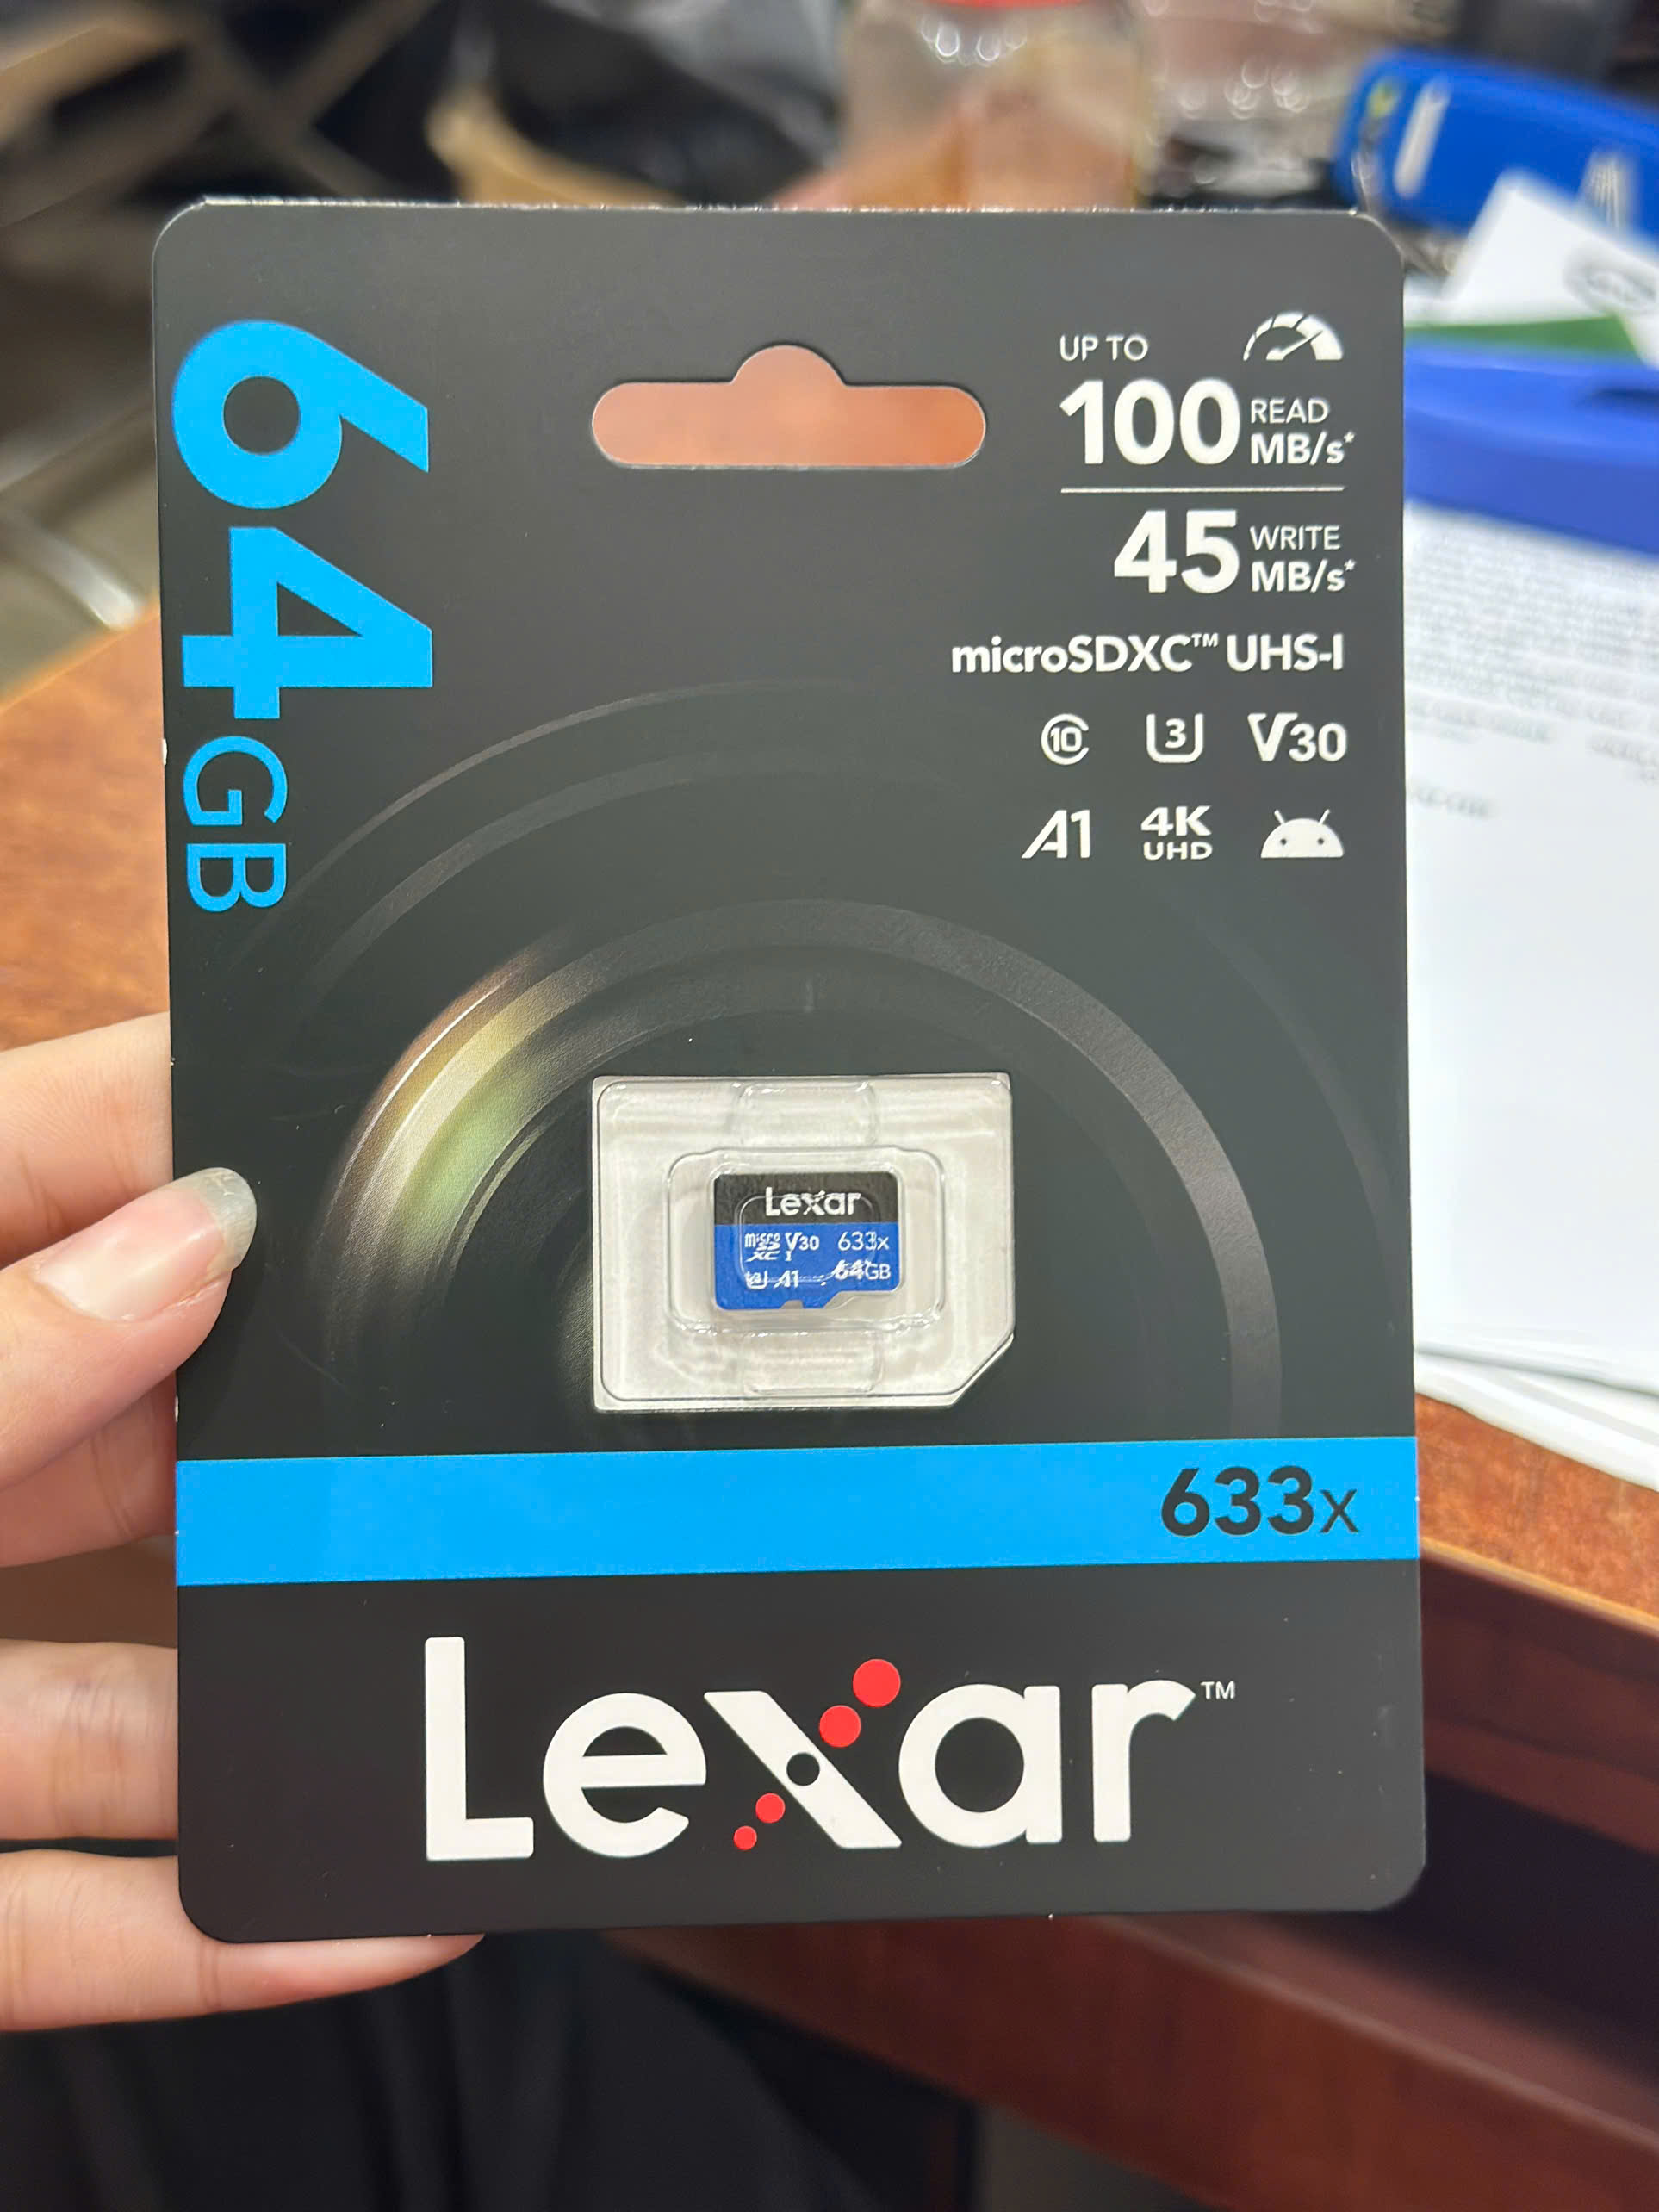 64GB
UP TO
100 READ MB/s*
45 WRITE MB/s*
microSDXC™ UHS-I
10 3 V30
A1 4K UHD
Lexar
micro SD XC I V30 633x
3 A1 64GB
633x
Lexar™